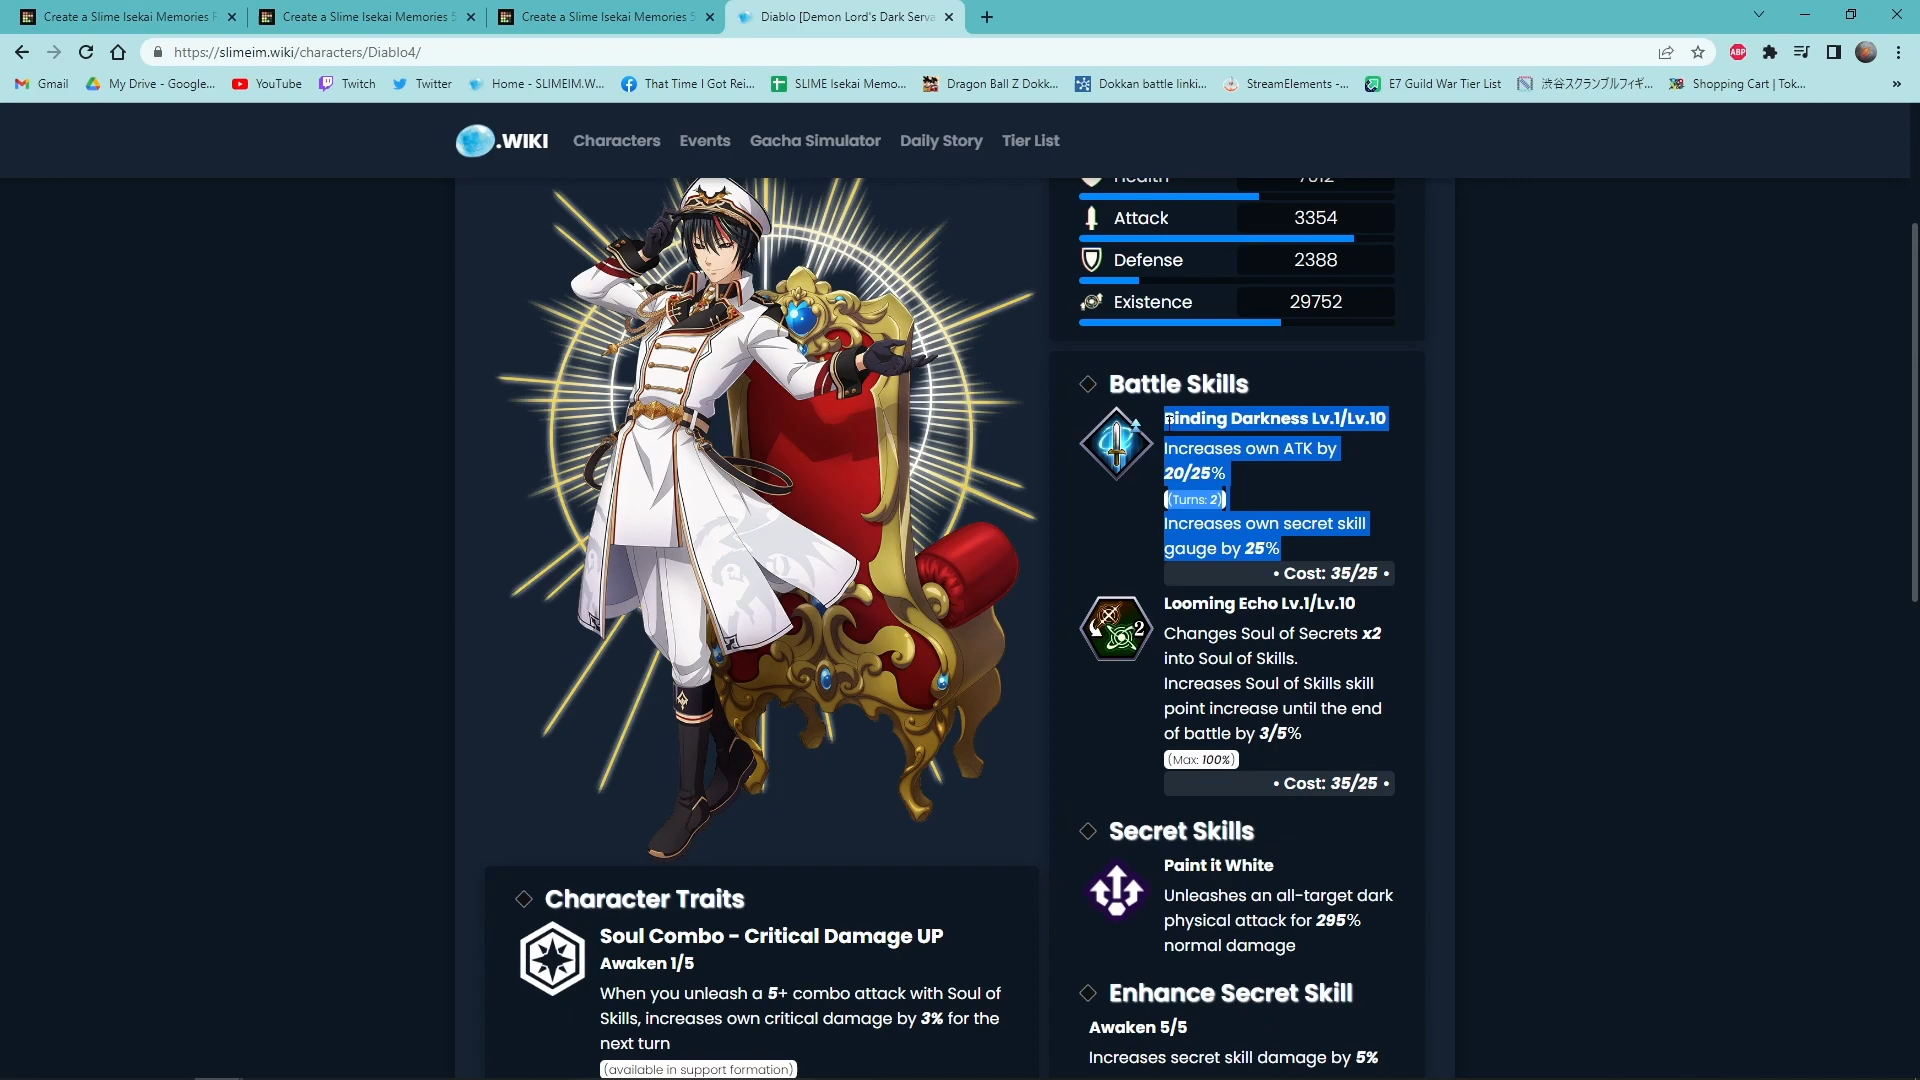 Create a Slime Isekai Memories F
Create a Slime Isekai Memories 5
Create a Slime Isekai Memories 5
Diablo [Demon Lord's Dark Serva
https://slimeim.wiki/characters/Diablo4/
ABP
Gmail
My Drive - Google...
YouTube
Twitch
Twitter
Home - SLIMEIM.W...
That Time I Got Rei...
SLIME Isekai Memo...
Dragon Ball Z Dokk...
Dokkan battle linki...
StreamElements -...
E7 Guild War Tier List
渋谷スクランブルフィギ...
Shopping Cart | Tok...
.WIKI
Characters
Events
Gacha Simulator
Daily Story
Tier List
Health
7612
Attack
3354
Defense
2388
Existence
29752
Battle Skills
Binding Darkness Lv.1/Lv.10
Increases own ATK by
20/25%
(Turns: 2)
Increases own secret skill
gauge by 25%
• Cost: 35/25 •
Looming Echo Lv.1/Lv.10
2
Changes Soul of Secrets x2
into Soul of Skills.
Increases Soul of Skills skill
point increase until the end
of battle by 3/5%
(Max: 100%)
• Cost: 35/25 •
Secret Skills
Paint it White
Unleashes an all-target dark
physical attack for 295%
normal damage
Enhance Secret Skill
Awaken 5/5
Increases secret skill damage by 5%
Character Traits
Soul Combo - Critical Damage UP
Awaken 1/5
When you unleash a 5+ combo attack with Soul of
Skills, increases own critical damage by 3% for the
next turn
(available in support formation)